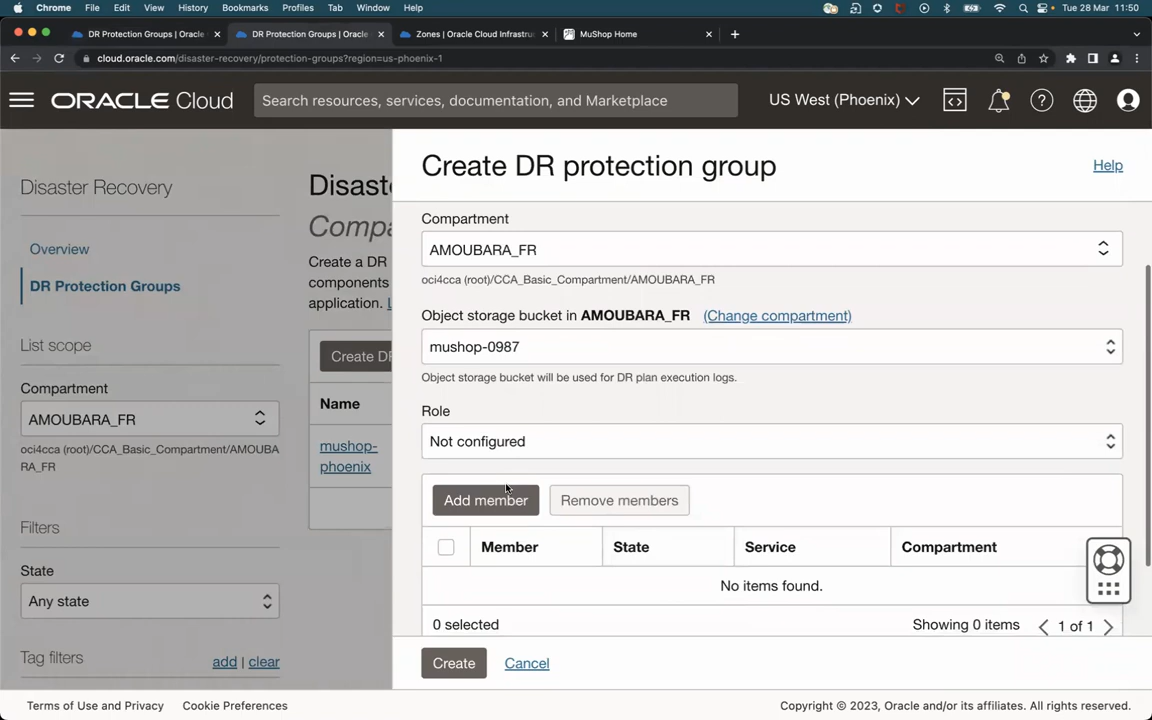 Chrome File Edit View History Bookmarks Profiles Tab Window Help Tue 28 Mar 11:50
DR Protection Groups | Oracle DR Protection Groups | Oracle Zones | Oracle Cloud Infrastru MuShop Home
cloud.oracle.com/disaster-recovery/protection-groups?region=us-phoenix-1
ORACLE Cloud
Search resources, services, documentation, and Marketplace
US West (Phoenix)
Disaster Recovery
Overview
DR Protection Groups
List scope
Compartment
AMOUBARA_FR
oci4cca (root)/CCA_Basic_Compartment/AMOUBA
RA_FR
Filters
State
Any state
Tag filters
add | clear
Disast
Compa
Create a DR
components
application. L
Create DR
Name
mushop-
phoenix
Create DR protection group
Help
Compartment
AMOUBARA_FR
oci4cca (root)/CCA_Basic_Compartment/AMOUBARA_FR
Object storage bucket in AMOUBARA_FR (Change compartment)
mushop-0987
Object storage bucket will be used for DR plan execution logs.
Role
Not configured
Add member Remove members
Member State Service Compartment
No items found.
0 selected Showing 0 items 1 of 1
Create Cancel
Terms of Use and Privacy Cookie Preferences Copyright © 2023, Oracle and/or its affiliates. All rights reserved.